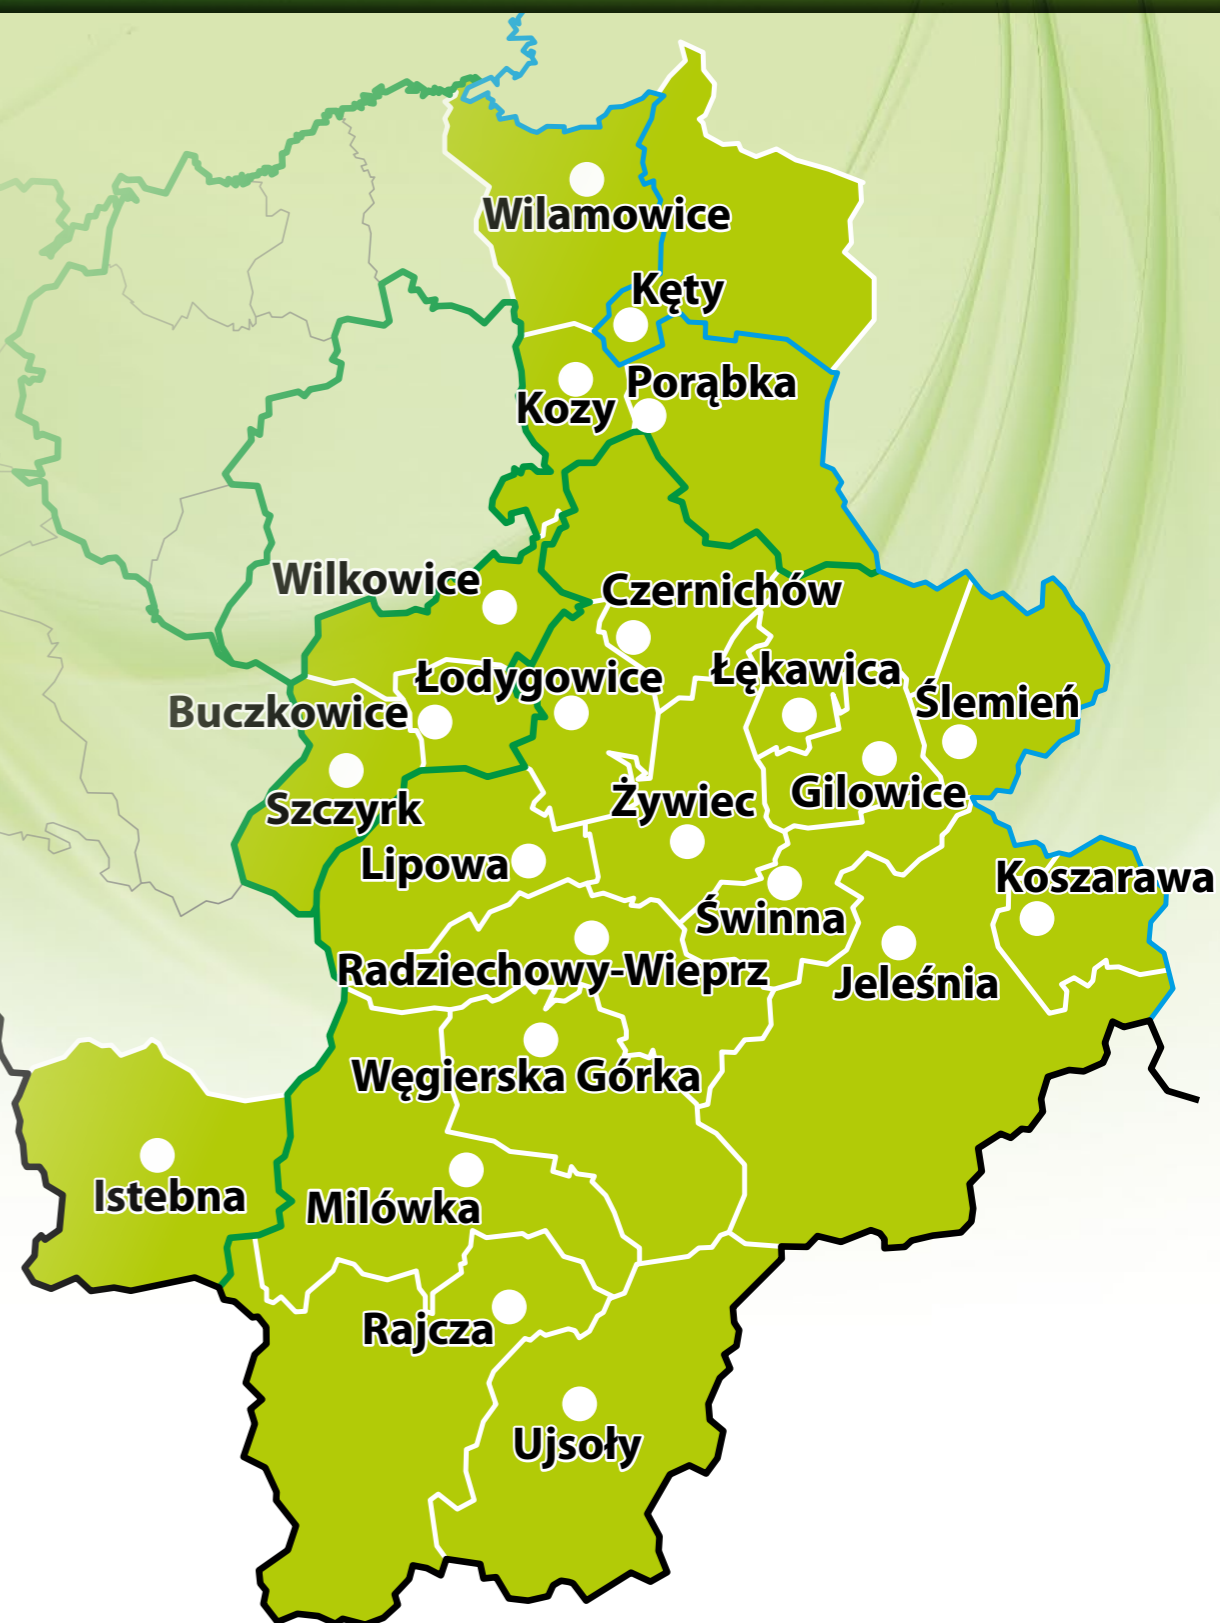 Wilamowice
Kęty
Porąbka
Kozy
Wilkowice
Czernichów
Łodygowice
Łękawica
Ślemień
Buczkowice
Szczyrk
Żywiec
Gilowice
Lipowa
Koszarawa
Świnna
Radziechowy-Wieprz
Jeleśnia
Węgierska Górka
Istebna
Milówka
Rajcza
Ujsoły